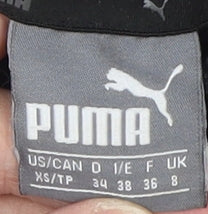 PUMA
US/CAN D I/E F UK
XS/TP 34 38 36 8